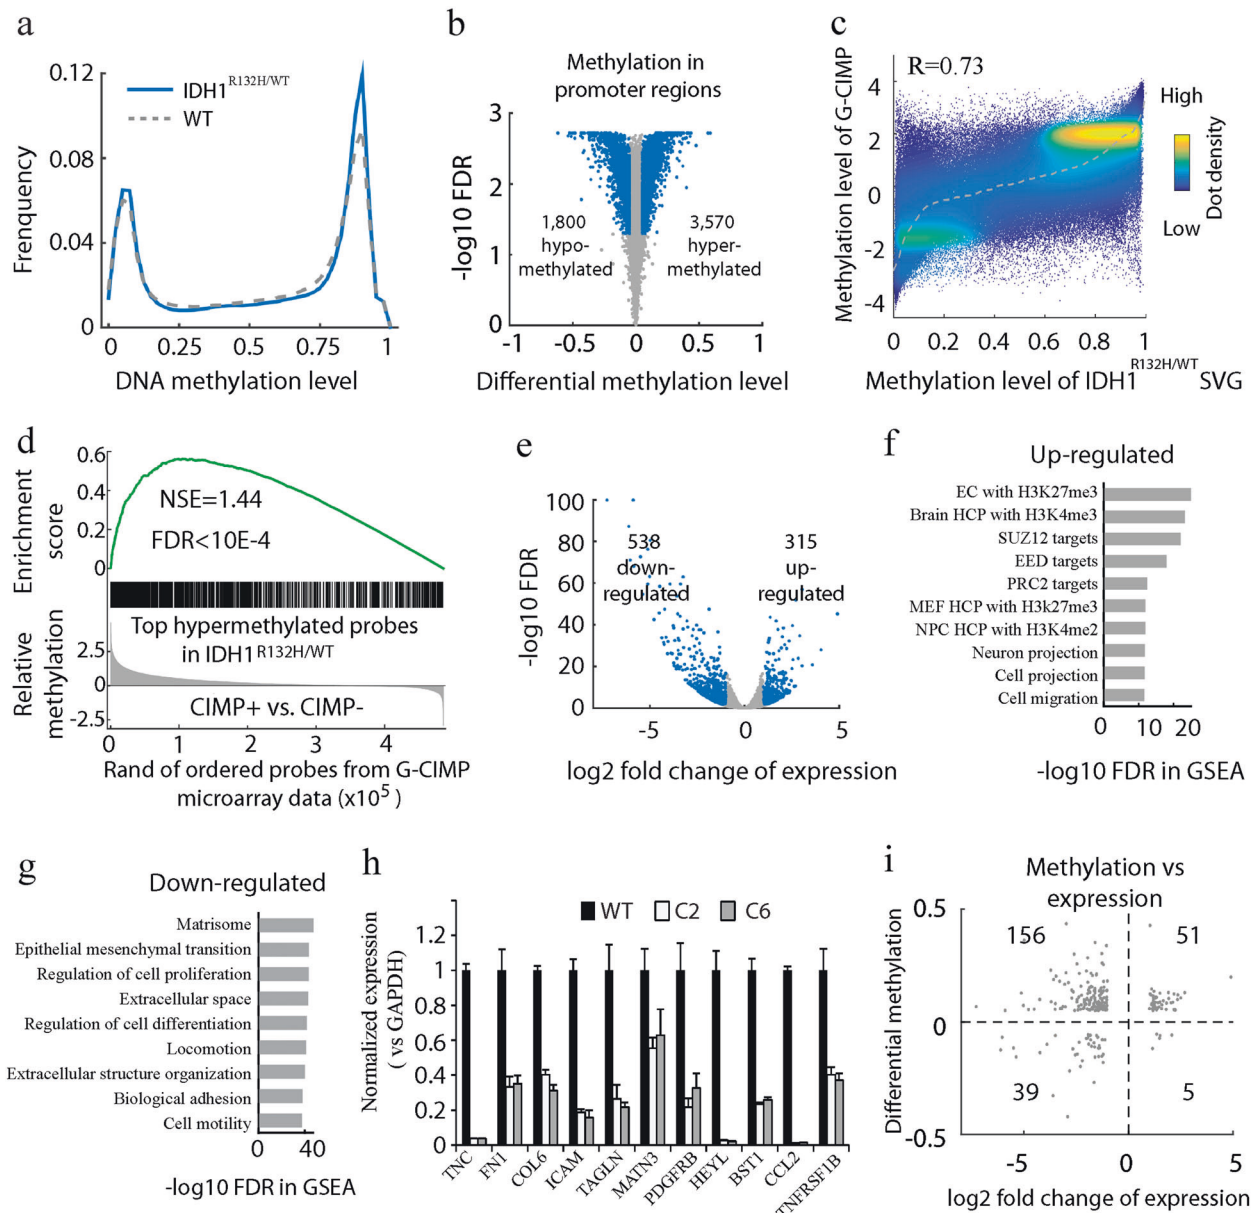 a
0.12
0.08
0.04
0
Frenquency
IDH1R132H/WT
WT
0
0.25
0.5
0.75
1
DNA methylation level
b
Methylation in
promoter regions
3
2
1
0
-log10 FDR
1,800
hypo-
methylated
3,570
hyper-
methylated
-1
-0.5
0
0.5
1
Differential methylation level
c
R=0.73
4
2
0
-2
-4
Methylation level of G-CIMP
High
Low
Dot density
0
0.2
0.4
0.6
0.8
1
Methylation level of IDH1R132H/WT SVG
d
0.6
0.4
0.2
0
Enrichment
score
NSE=1.44
FDR<10E-4
Top hypermethylated probes
in IDH1R132H/WT
2.5
0
-2.5
Relative
methylation
CIMP+ vs. CIMP-
0
1
2
3
4
Rand of ordered probes from G-CIMP
microarray data (x105 )
e
100
80
60
40
20
0
-log10 FDR
538
down-
regulated
315
up-
regulated
-5
0
5
log2 fold change of expression
f
Up-regulated
EC with H3K27me3
Brain HCP with H3K4me3
SUZ12 targets
EED targets
PRC2 targets
MEF HCP with H3k27me3
NPC HCP with H3K4me2
Neuron projection
Cell projection
Cell migration
0
10
20
-log10 FDR in GSEA
g
Down-regulated
Matrisome
Epithelial mesenchymal transition
Regulation of cell proliferation
Extracellular space
Regulation of cell differentiation
Locomotion
Extracellular structure organization
Biological adhesion
Cell motility
0
40
-log10 FDR in GSEA
h
WT
C2
C6
1.2
1
0.8
0.6
0.4
0.2
0
Normalized expression
( vs GAPDH)
TNC
FN1
COL6
ICAM
TAGLN
MATN3
PDGFRB
HEYL
BST1
CCL2
TNFRSF1B
i
Methylation vs
expression
0.5
0
-0.5
Differential methylation
156
51
39
5
-5
0
5
log2 fold change of expression